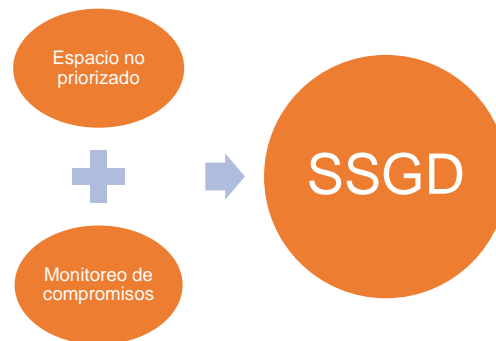 Espacio no
priorizado
SSGD
Monitoreo de
compromisos